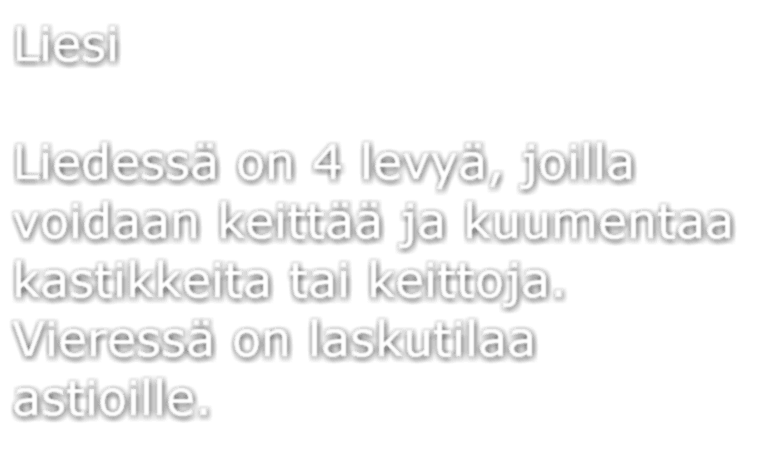 Liesi
Liedessä on 4 levyä, joilla
voidaan keittää ja kuumentaa
kastikkeita tai keittoja.
Vieressä on laskutilaa
astioille.